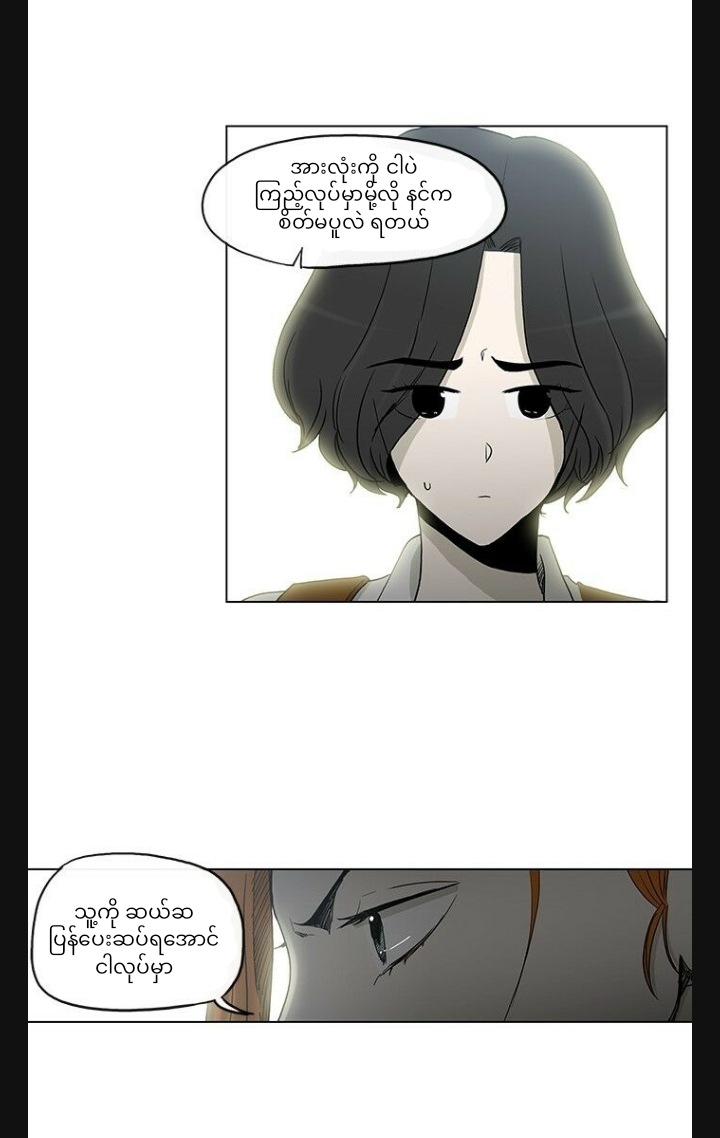 အားလုံးကို ငါပဲ
ကြည့်လုပ်မှာမို့လို နင်က
စိတ်မပူလဲ ရတယ်
သူ့ကို ဆယ်ဆ
ပြန်ပေးဆပ်ရအောင်
ငါလုပ်မှာ